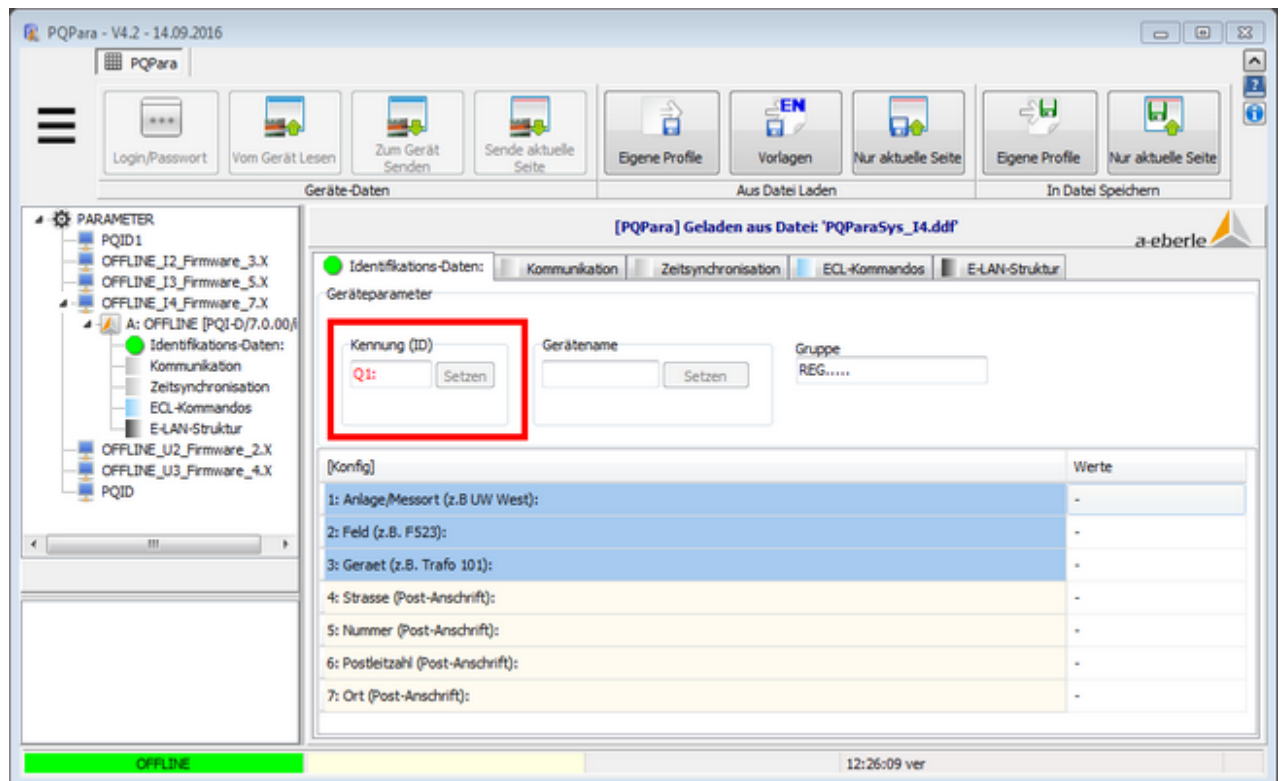 PQPara - V4.2 - 14.09.2016
PQPara
Login/Passwort
Vom Gerät Lesen
Zum Gerät Senden
Sende aktuelle Seite
Eigene Profile
EN
Vorlagen
Nur aktuelle Seite
Eigene Profile
Nur aktuelle Seite
Geräte-Daten
Aus Datei Laden
In Datei Speichern
PARAMETER
PQID1
OFFLINE_I2_Firmware_3.X
OFFLINE_I3_Firmware_5.X
OFFLINE_I4_Firmware_7.X
A: OFFLINE [PQI-D/7.0.00/i
Identifikations-Daten:
Kommunikation
Zeitsynchronisation
ECL-Kommandos
E-LAN-Struktur
OFFLINE_U2_Firmware_2.X
OFFLINE_U3_Firmware_4.X
PQID
[PQPara] Geladen aus Datei: 'PQParaSys_I4.ddf'
a-eberle
Identifikations-Daten:
Kommunikation
Zeitsynchronisation
ECL-Kommandos
E-LAN-Struktur
Geräteparameter
Kennung (ID)
Q1:
Setzen
Gerätename
Setzen
Gruppe
REG.....
[Konfig] Werte
1: Anlage/Messort (z.B UW West): -
2: Feld (z.B. F523): -
3: Geraet (z.B. Trafo 101): -
4: Strasse (Post-Anschrift): -
5: Nummer (Post-Anschrift): -
6: Postleitzahl (Post-Anschrift): -
7: Ort (Post-Anschrift): -
OFFLINE
12:26:09 ver